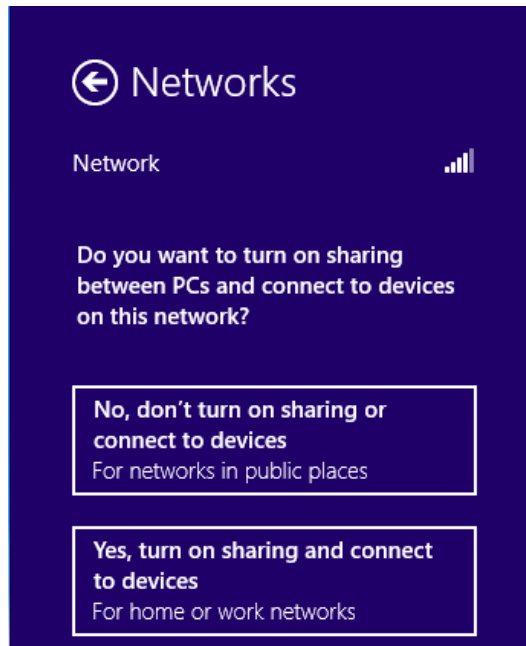 Networks
Network
Do you want to turn on sharing
between PCs and connect to devices
on this network?
No, don't turn on sharing or
connect to devices
For networks in public places
Yes, turn on sharing and connect
to devices
For home or work networks